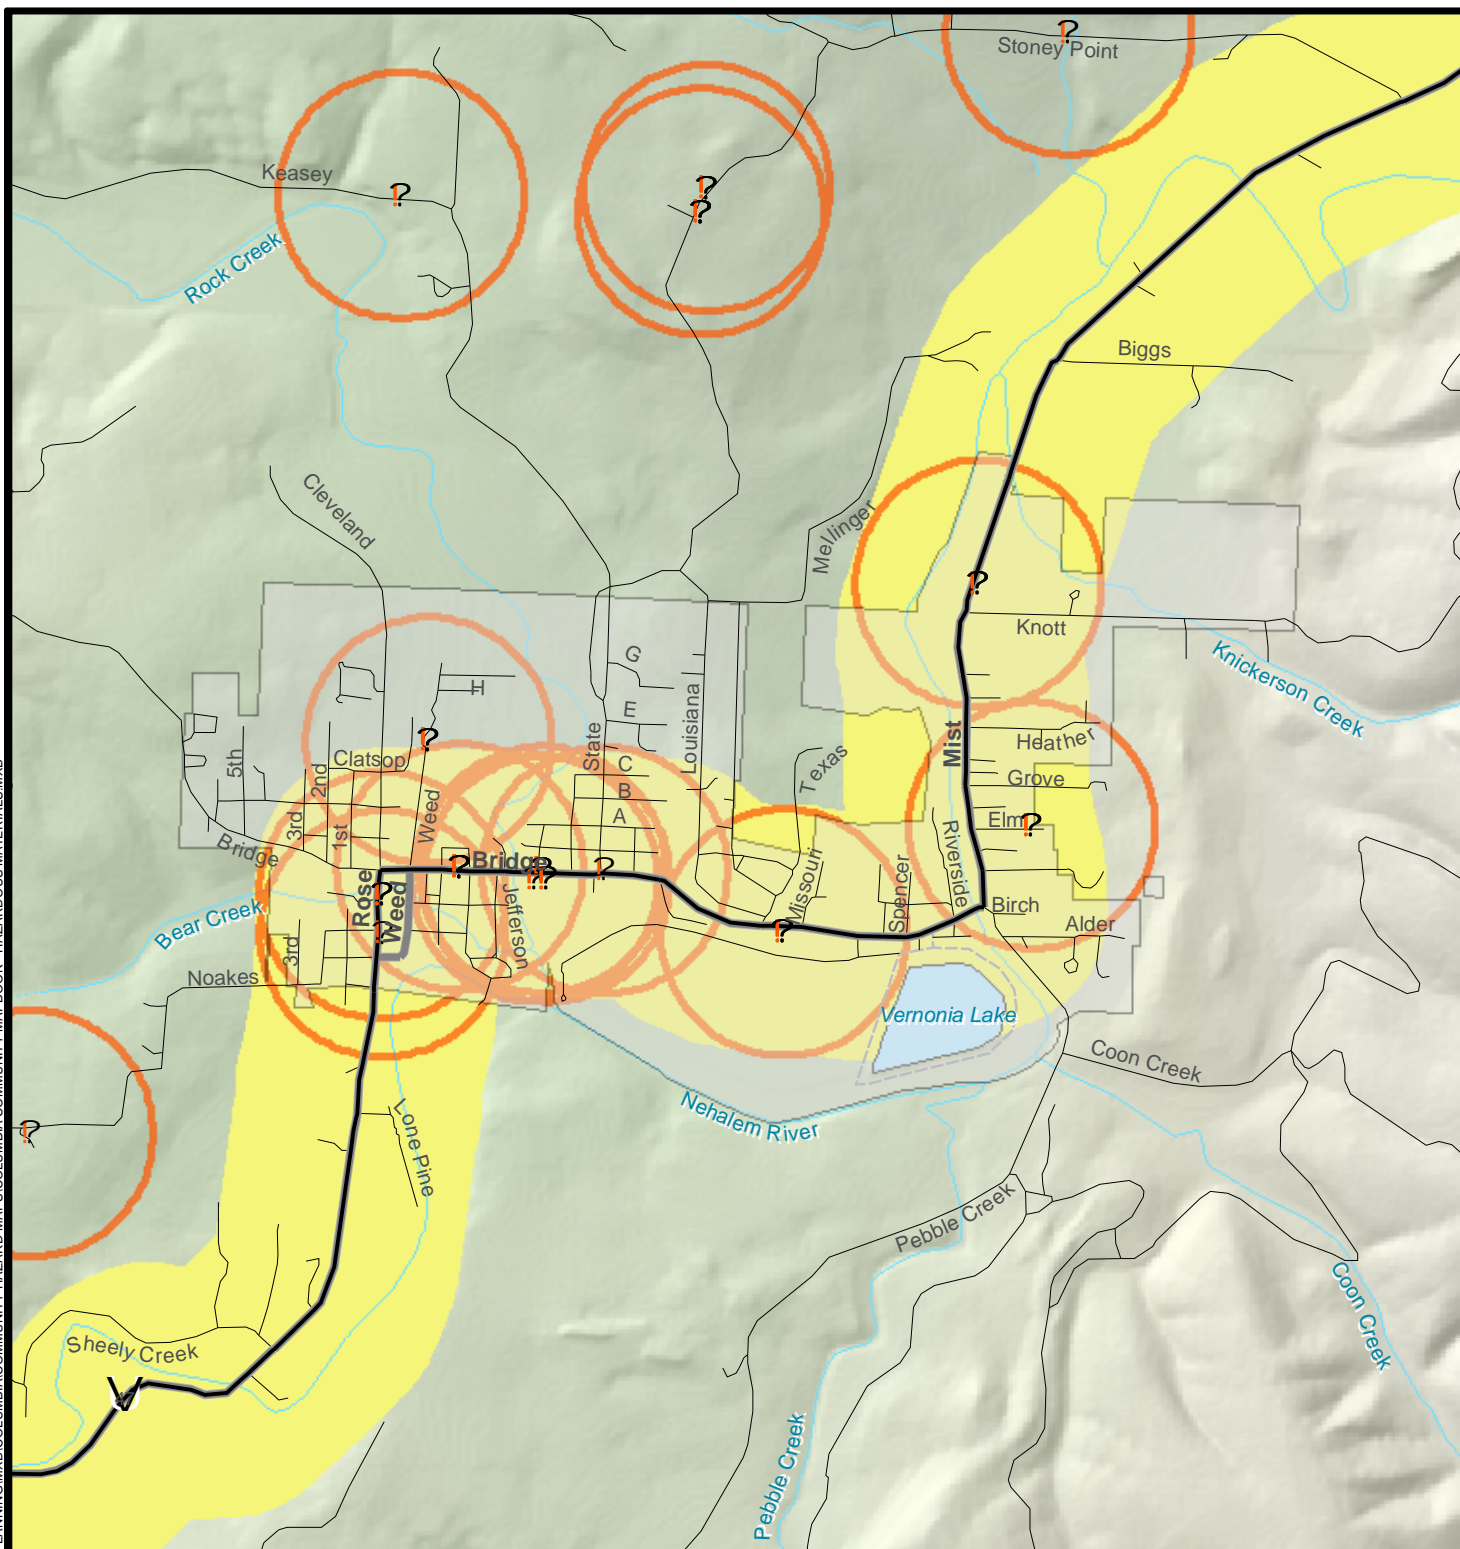 Stoney Point
Keasey
Rock Creek
Biggs
Cleveland
Mellinger
Knott
Knickerson Creek
G
H
E
Louisiana
State
Mist
Heather
5th
Clatsop
2nd
C
Texas
Grove
B
Weed
A
3rd
1st
Elm
Bridge
Bridge
Riverside
Missouri
Spencer
Rose
Weed
Jefferson
Birch
Bear Creek
Alder
3rd
Noakes
Vernonia Lake
Coon Creek
Nehalem River
Lone Pine
Pebble Creek
Sheely Creek
Coon Creek
Pebble Creek